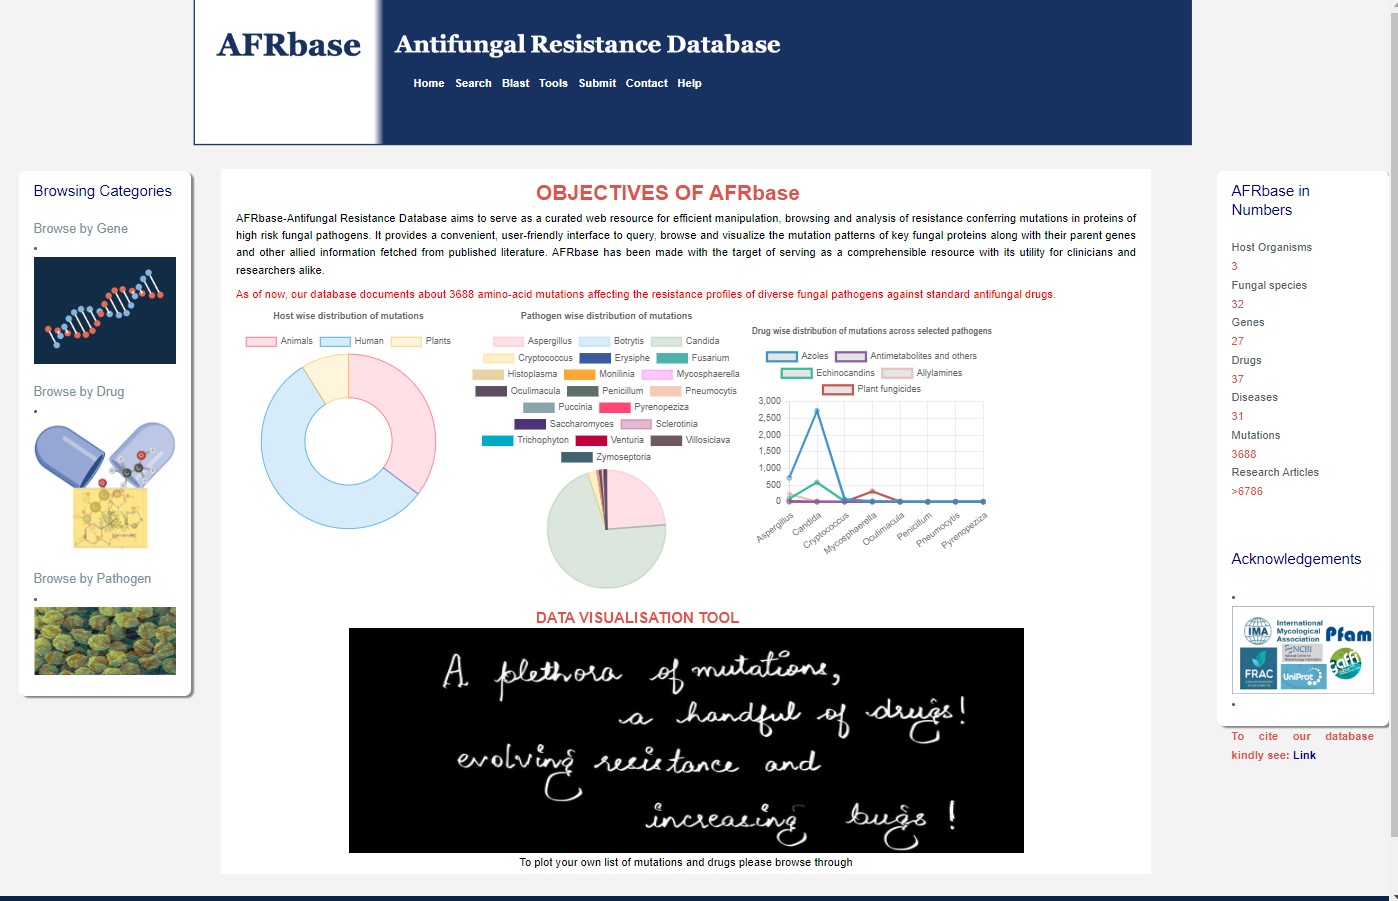 AFRbase
Antifungal Resistance Database
Home Search Blast Tools Submit Contact Help
Browsing Categories
Browse by Gene
Browse by Drug
Browse by Pathogen
OBJECTIVES OF AFRbase
AFRbase-Antifungal Resistance Database aims to serve as a curated web resource for efficient manipulation, browsing and analysis of resistance conferring mutations in proteins of
high risk fungal pathogens. It provides a convenient, user-friendly interface to query, browse and visualize the mutation patterns of key fungal proteins along with their parent genes
and other allied information fetched from published literature. AFRbase has been made with the target of serving as a comprehensible resource with its utility for clinicians and
researchers alike.
As of now, our database documents about 3688 amino-acid mutations affecting the resistance profiles of diverse fungal pathogens against standard antifungal drugs.
Host wise distribution of mutations
Animals Human Plants
Pathogen wise distribution of mutations
Aspergillus Botrytis Candida
Cryptococcus Erysiphe Fusarium
Histoplasma Monilinia Mycosphaerella
Oculimacula Penicillum Pneumocytis
Puccinia Pyrenopeziza
Saccharomyces Sclerotinia
Trichophyton Venturia Villosiclava
Zymoseptoria
Drug wise distribution of mutations across selected pathogens
Azoles Antimetabolites and others
Echinocandins Allylamines
Plant fungicides
3,000
2,500
2,000
1,500
1,000
500
0
Aspergillus
Candida
Cryptococcus
Mycosphaerella
Oculimacula
Penicillum
Pneumocytis
Pyrenopeziza
DATA VISUALISATION TOOL
A plethora of mutations,
a handful of drugs!
evolving resistance and
increasing bugs!
To plot your own list of mutations and drugs please browse through
AFRbase in
Numbers
Host Organisms
3
Fungal species
32
Genes
27
Drugs
37
Diseases
31
Mutations
3688
Research Articles
>6786
Acknowledgements
IMA International
Mycological
Association
Pfam
NCBI
FRAC
UniProt
gaffi
To cite our database
kindly see: Link